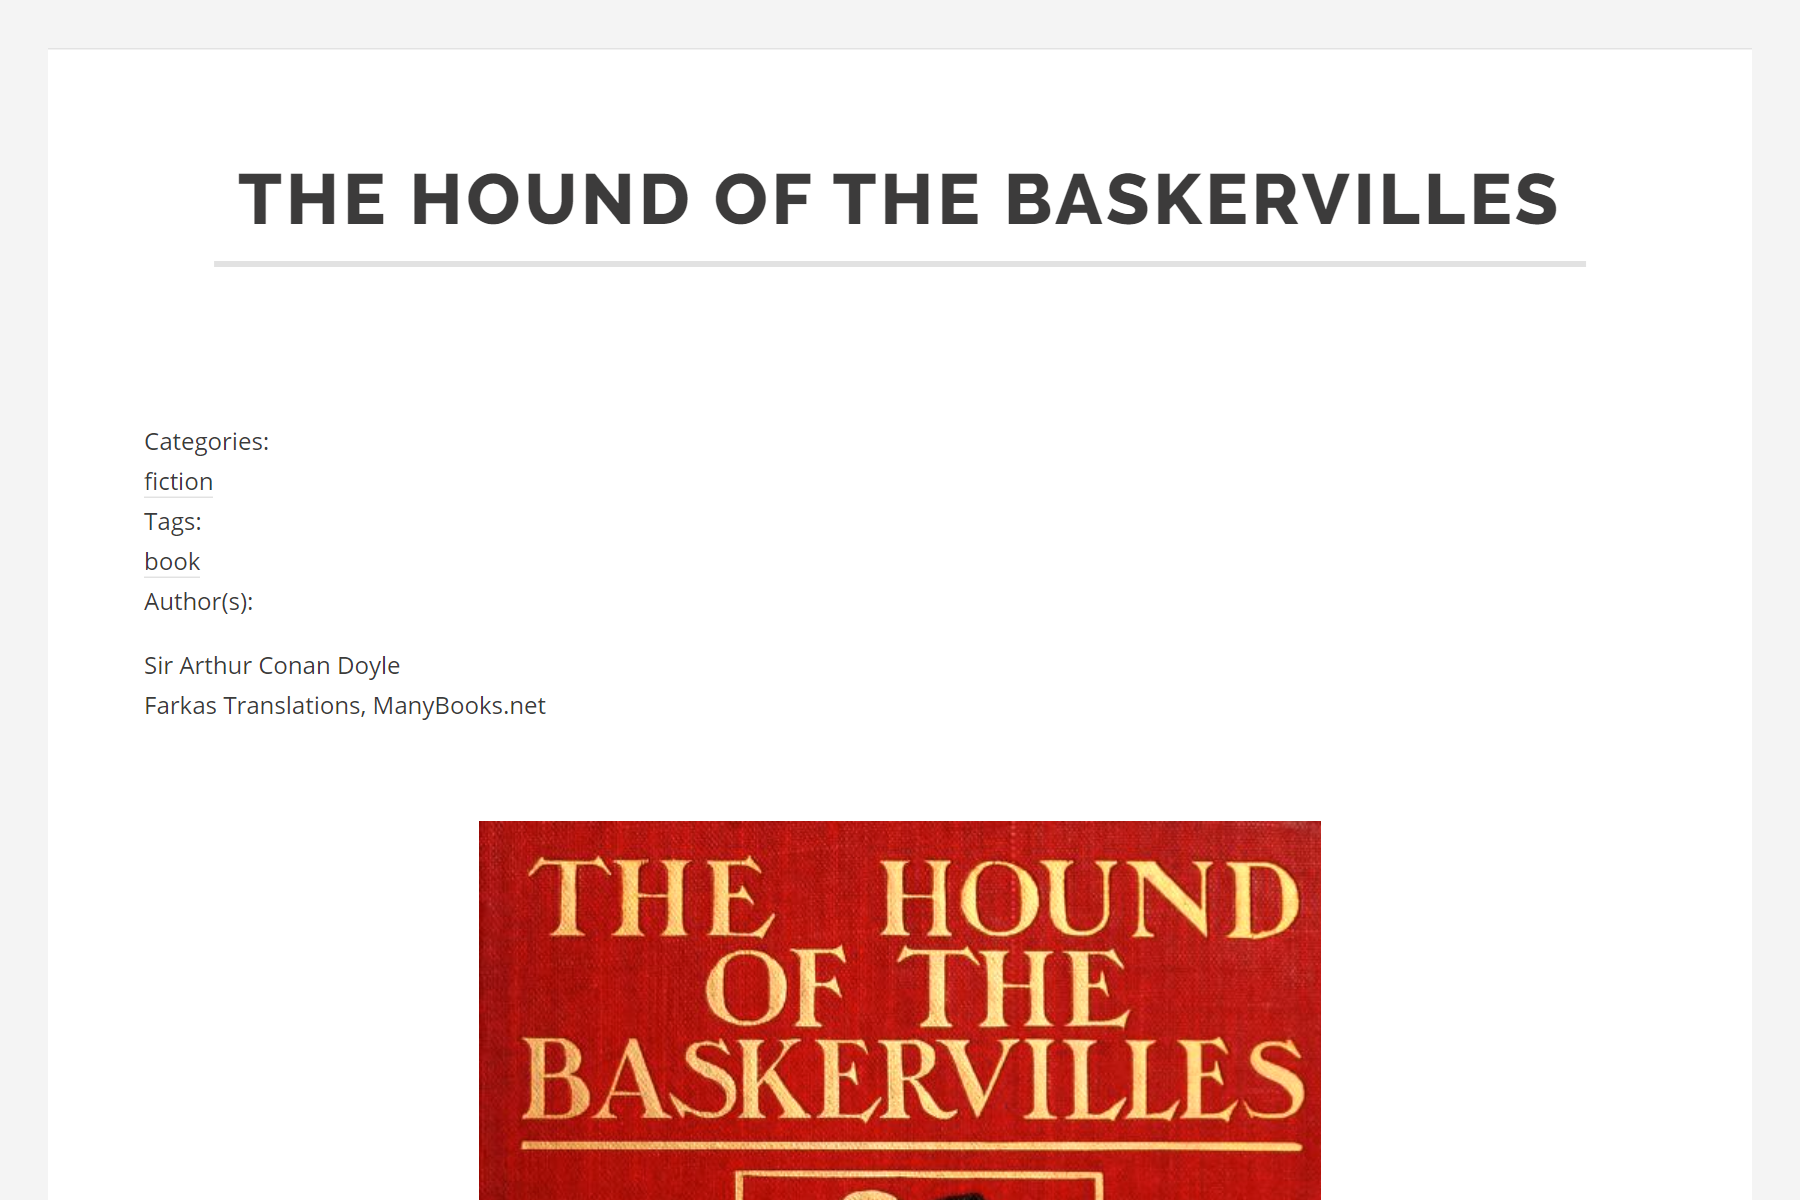 THE HOUND OF THE BASKERVILLES
Categories:
fiction
Tags:
book
Author(s):
Sir Arthur Conan Doyle
Farkas Translations, ManyBooks.net
THE HOUND
OF THE
BASKERVILLES